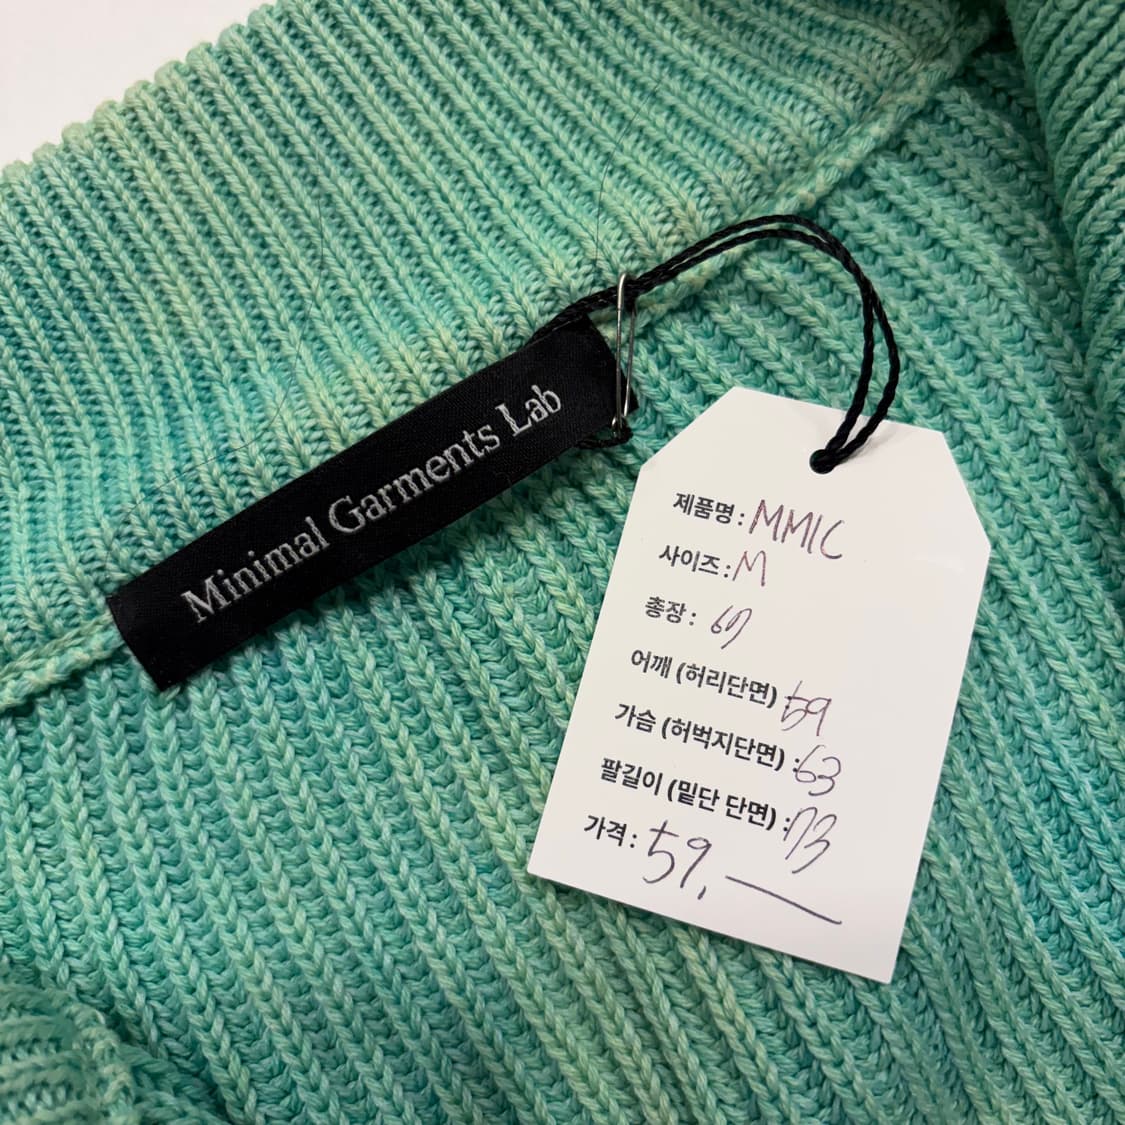 Minimal Garments Lab
제품명 : MMIC
사이즈 : M
총장 : 67
어깨 (허리단면) 59
가슴 (허벅지단면) : 63
팔길이 (밑단 단면) : 73
가격 : 59,—